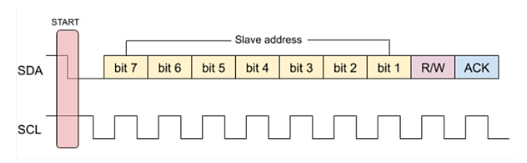 START
Slave address
SDA bit 7 bit 6 bit 5 bit 4 bit 3 bit 2 bit 1 R/W ACK
SCL